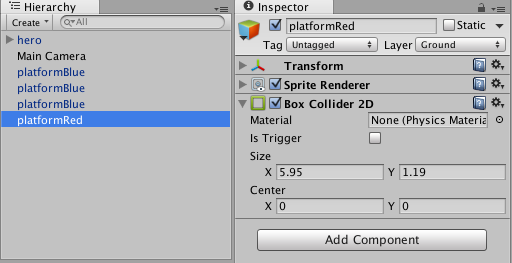 Hierarchy
Create
All
hero
Main Camera
platformBlue
platformBlue
platformBlue
platformRed
Inspector
platformRed
Static
Tag Untagged Layer Ground
Transform
Sprite Renderer
Box Collider 2D
Material None (Physics Materia
Is Trigger
Size
X 5.95 Y 1.19
Center
X 0 Y 0
Add Component